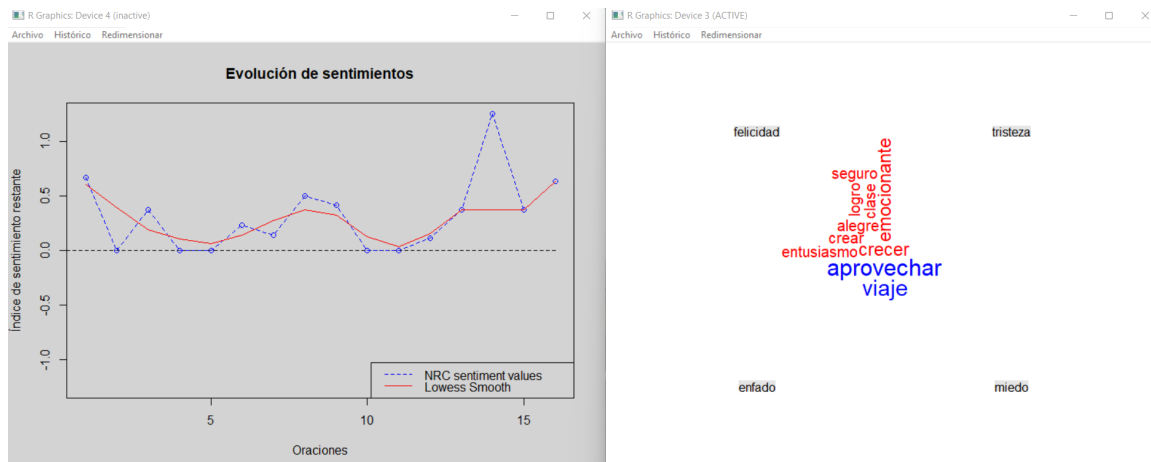 R Graphics: Device 4 (inactive)
Archivo Histórico Redimensionar
Evolución de sentimientos
Índice de sentimiento restante
1.0
0.5
0.0
-0.5
-1.0
5 10 15
Oraciones
NRC sentiment values
Lowess Smooth
R Graphics: Device 3 (ACTIVE)
Archivo Histórico Redimensionar
felicidad
tristeza
seguro
logro
clase
emocionante
alegre
crear
entusiasmo
crecer
aprovechar
viaje
enfado
miedo